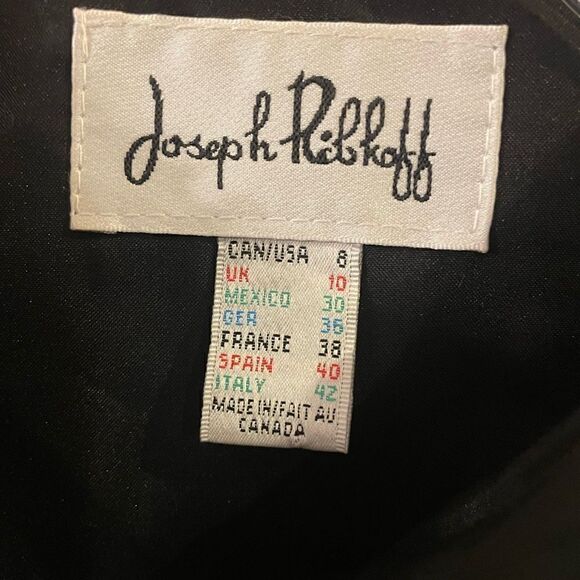 Joseph Ribkoff
CAN/USA 8
UK 10
MEXICO 30
GER 36
FRANCE 38
SPAIN 40
ITALY 42
MADE IN/FAIT AU
CANADA